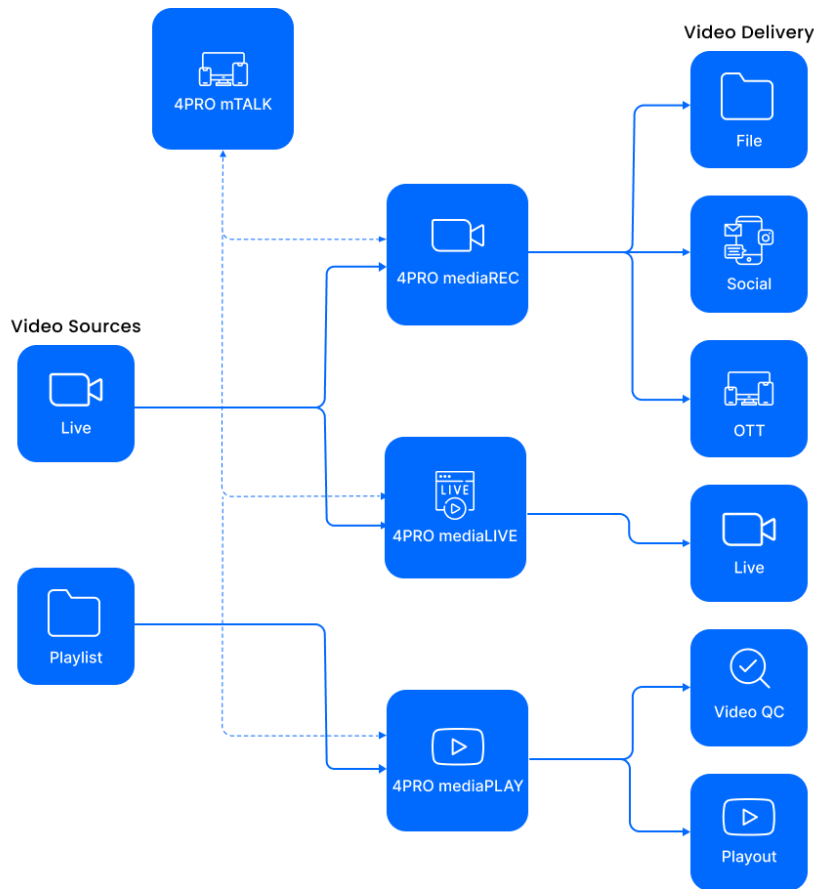 Video Delivery
4PRO mTALK
File
4PRO mediaREC
Social
Video Sources
Live
OTT
LIVE
4PRO mediaLIVE
Live
Playlist
Video QC
4PRO mediaPLAY
Playout